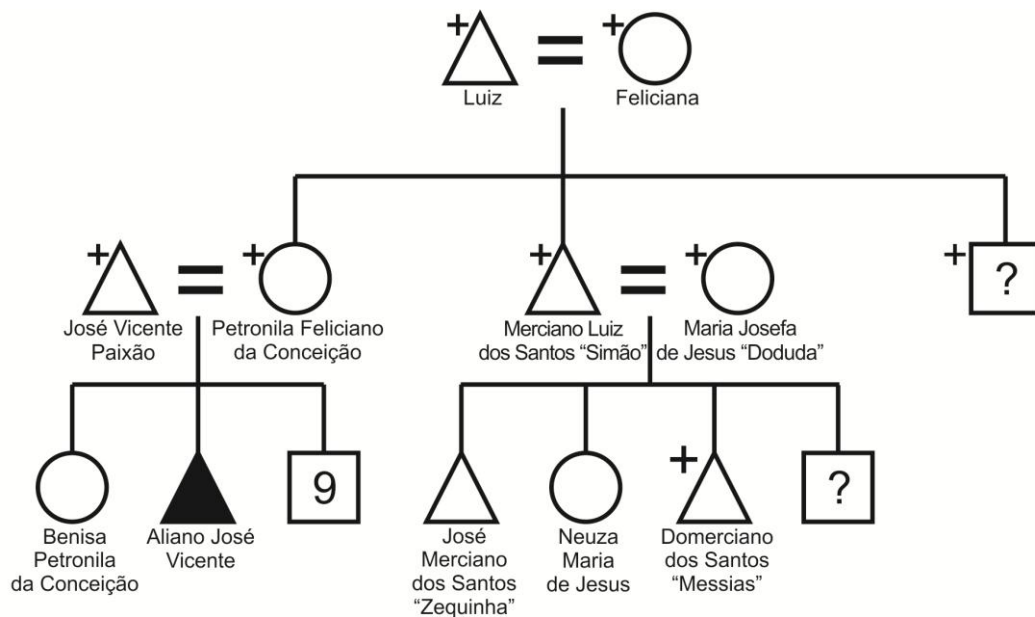 Luiz
Feliciana
?
José Vicente
Paixão
Petronila Feliciano
da Conceição
Merciano Luiz
dos Santos “Simão”
Maria Josefa
de Jesus “Doduda”
9
?
Benisa
Petronila
da Conceição
Aliano José
Vicente
José
Merciano
dos Santos
“Zequinha”
Neuza
Maria
de Jesus
Domerciano
dos Santos
“Messias”